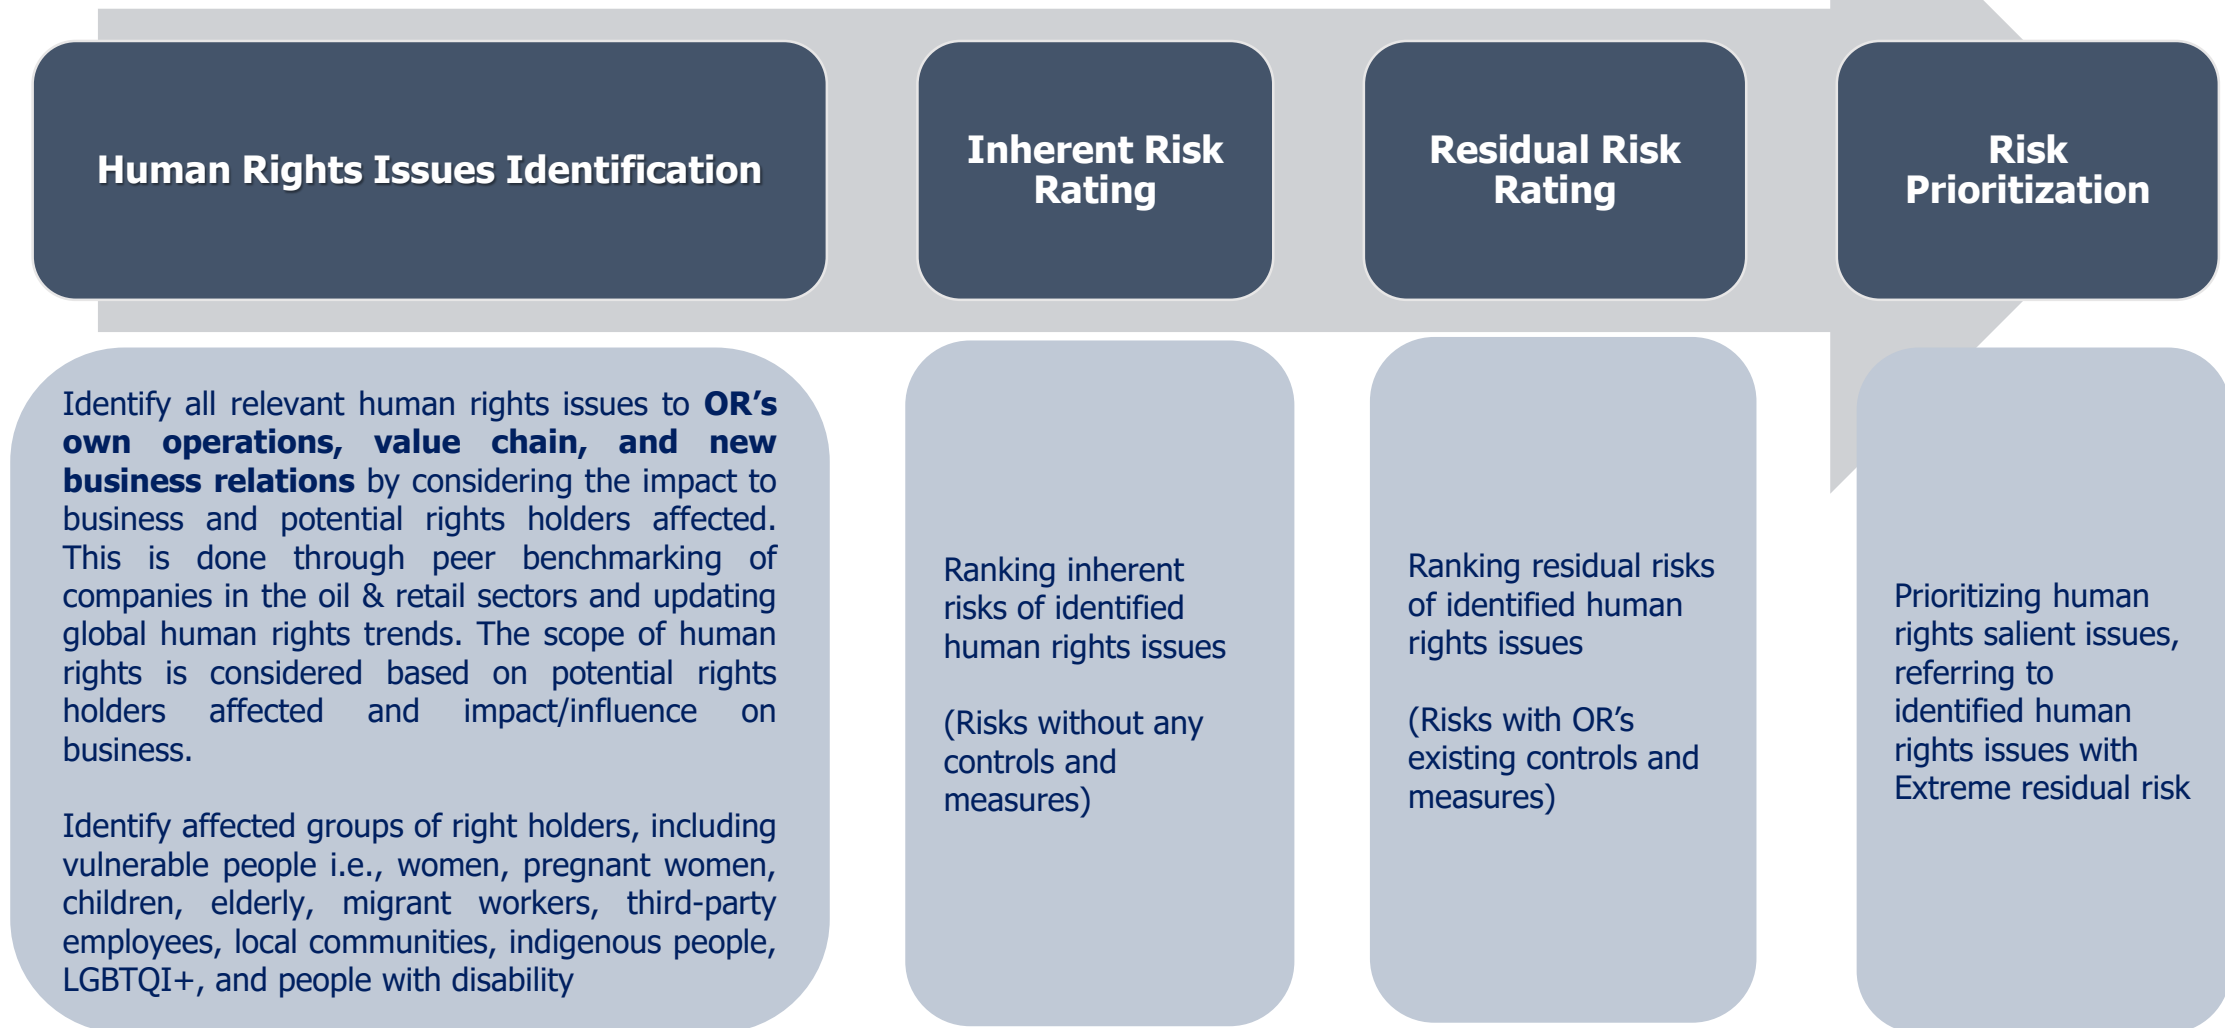 Human Rights Issues Identification
Inherent Risk
Rating
Residual Risk
Rating
Risk
Prioritization
Identify all relevant human rights issues to OR’s
own operations, value chain, and new
business relations by considering the impact to
business and potential rights holders affected.
This is done through peer benchmarking of
companies in the oil & retail sectors and updating
global human rights trends. The scope of human
rights is considered based on potential rights
holders affected and impact/influence on
business.
Identify affected groups of right holders, including
vulnerable people i.e., women, pregnant women,
children, elderly, migrant workers, third-party
employees, local communities, indigenous people,
LGBTQI+, and people with disability
Ranking inherent
risks of identified
human rights issues
(Risks without any
controls and
measures)
Ranking residual risks
of identified human
rights issues
(Risks with OR’s
existing controls and
measures)
Prioritizing human
rights salient issues,
referring to
identified human
rights issues with
Extreme residual risk